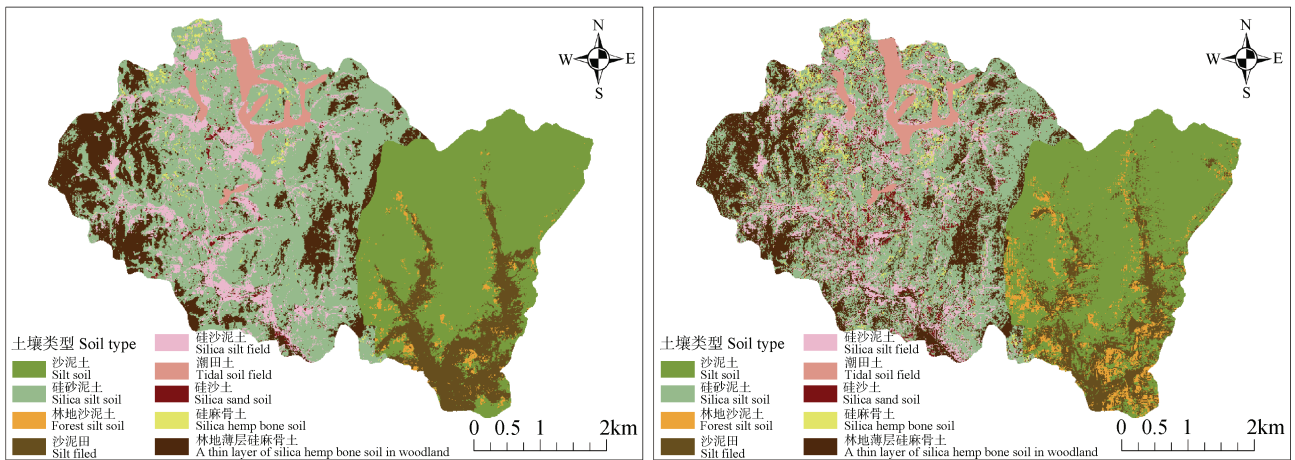 N
W E
S
土壤类型 Soil type
沙泥土
Silt soil
硅砂泥土
Silica silt soil
林地沙泥土
Forest silt soil
沙泥田
Silt filed
硅沙泥土
Silica silt field
潮田土
Tidal soil field
硅沙土
Silica sand soil
硅麻骨土
Silica hemp bone soil
林地薄层硅麻骨土
A thin layer of silica hemp bone soil in woodland
0 0.5 1 2km
N
W E
S
土壤类型 Soil type
沙泥土
Silt soil
硅砂泥土
Silica silt soil
林地沙泥土
Forest silt soil
沙泥田
Silt filed
硅沙泥土
Silica silt field
潮田土
Tidal soil field
硅沙土
Silica sand soil
硅麻骨土
Silica hemp bone soil
林地薄层硅麻骨土
A thin layer of silica hemp bone soil in woodland
0 0.5 1 2km